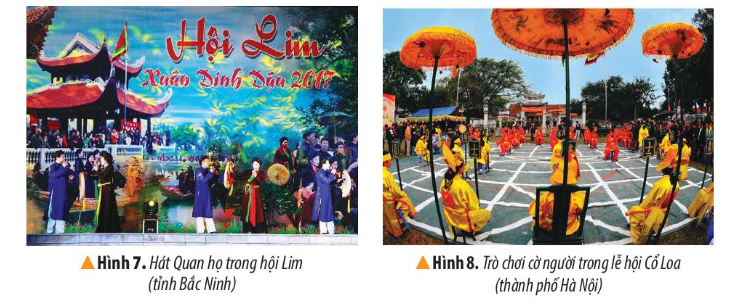 Hội Lim
Xuân Đinh Dậu 2017
▲ Hình 7. Hát Quan họ trong hội Lim
(tỉnh Bắc Ninh)
▲ Hình 8. Trò chơi cờ người trong lễ hội Cổ Loa
(thành phố Hà Nội)